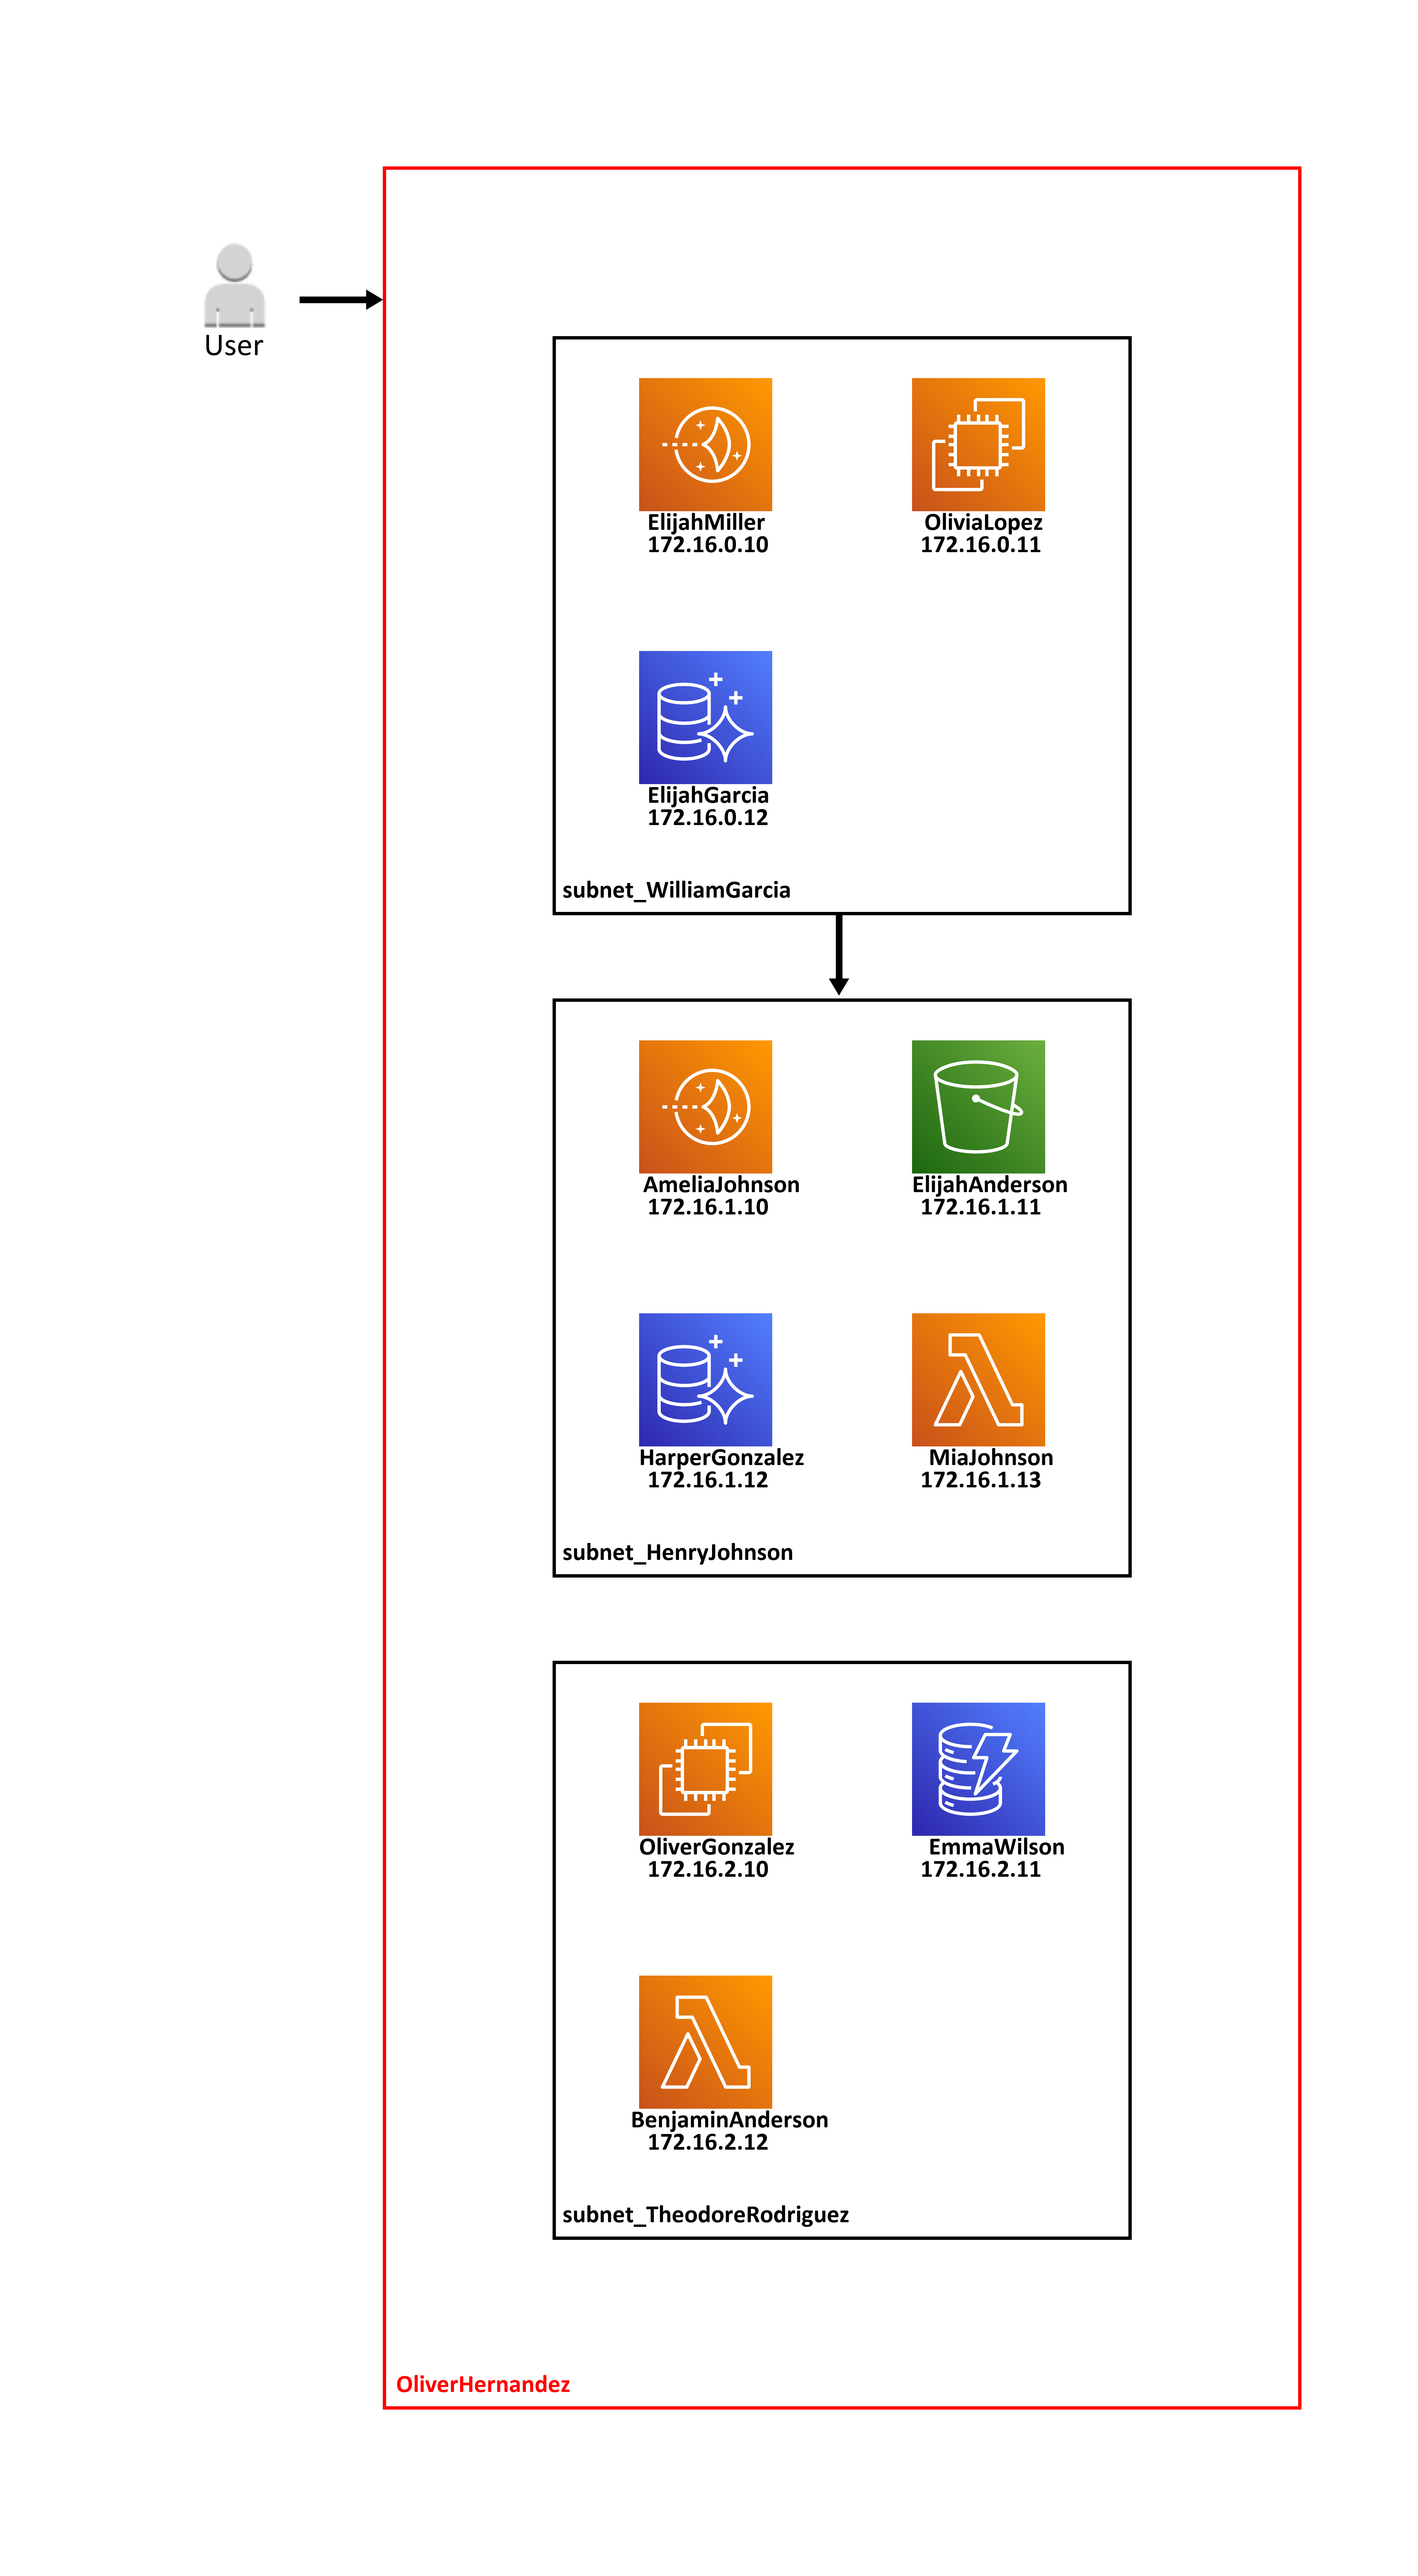 User
ElijahMiller
172.16.0.10
OliviaLopez
172.16.0.11
ElijahGarcia
172.16.0.12
subnet_WilliamGarcia
AmeliaJohnson
172.16.1.10
ElijahAnderson
172.16.1.11
HarperGonzalez
172.16.1.12
MiaJohnson
172.16.1.13
subnet_HenryJohnson
OliverGonzalez
172.16.2.10
EmmaWilson
172.16.2.11
BenjaminAnderson
172.16.2.12
subnet_TheodoreRodriguez
OliverHernandez